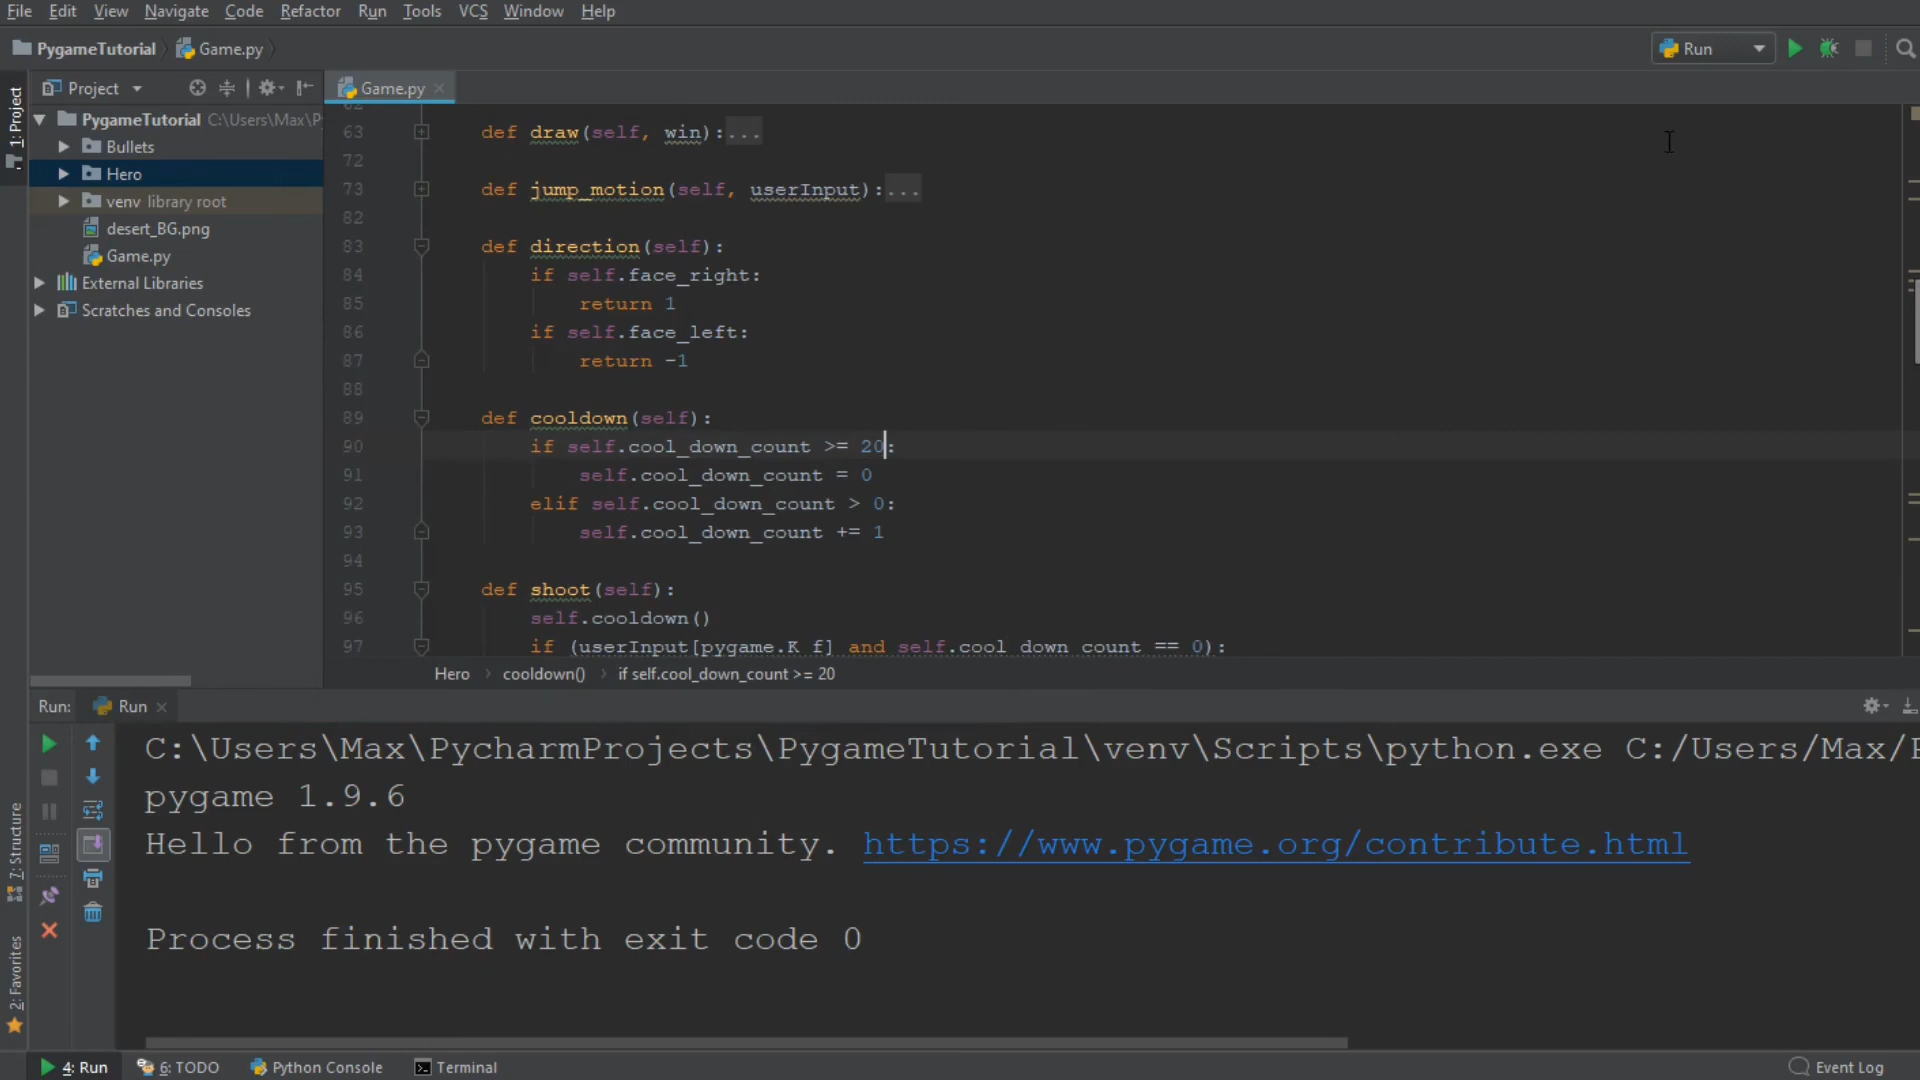 File Edit View Navigate Code Refactor Run Tools VCS Window Help
PygameTutorial Game.py Run
1: Project
Project Game.py
PygameTutorial C:\Users\Max\P
Bullets
Hero
venv library root
desert_BG.png
Game.py
External Libraries
Scratches and Consoles
62
63 def draw(self, win):...
72
73 def jump_motion(self, userInput):...
82
83 def direction(self):
84 if self.face_right:
85 return 1
86 if self.face_left:
87 return -1
88
89 def cooldown(self):
90 if self.cool_down_count >= 20:
91 self.cool_down_count = 0
92 elif self.cool_down_count > 0:
93 self.cool_down_count += 1
94
95 def shoot(self):
96 self.cooldown()
97 if (userInput[pygame.K_f] and self.cool_down_count == 0):
Hero cooldown() if self.cool_down_count >= 20
Run: Run
C:\Users\Max\PycharmProjects\PygameTutorial\venv\Scripts\python.exe C:/Users/Max/P
pygame 1.9.6
Hello from the pygame community. https://www.pygame.org/contribute.html
Process finished with exit code 0
7: Structure
2: Favorites
4: Run 6: TODO Python Console Terminal Event Log